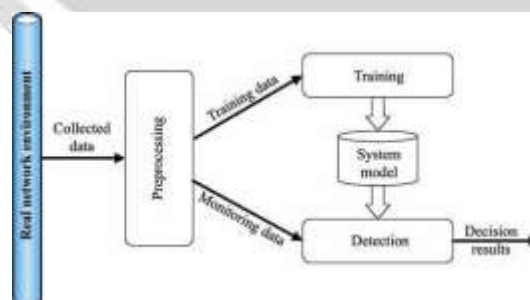 Real network environment
Collected
data
Preprocessing
Training data
Monitoring data
Training
System
model
Detection
Decision
results